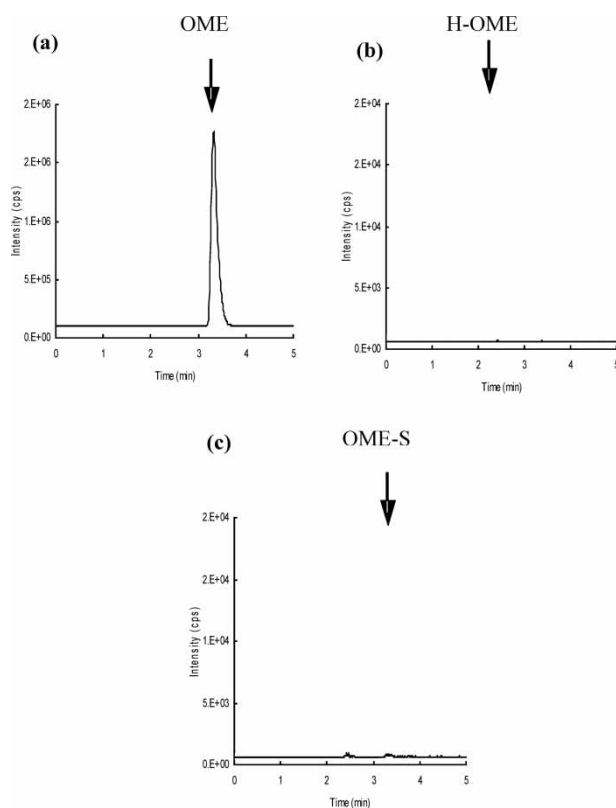 OME
(a)
2.E+06
2.E+06
1.E+06
5.E+05
0.E+00
Intensity (cps)
0 1 2 3 4 5
Time (min)
H-OME
(b)
2.E+04
2.E+04
1.E+04
5.E+03
0.E+00
Intensity (cps)
0 1 2 3 4 5
Time (min)
OME-S
(c)
2.E+04
2.E+04
1.E+04
5.E+03
0.E+00
Intensity (cps)
0 1 2 3 4 5
Time (min)